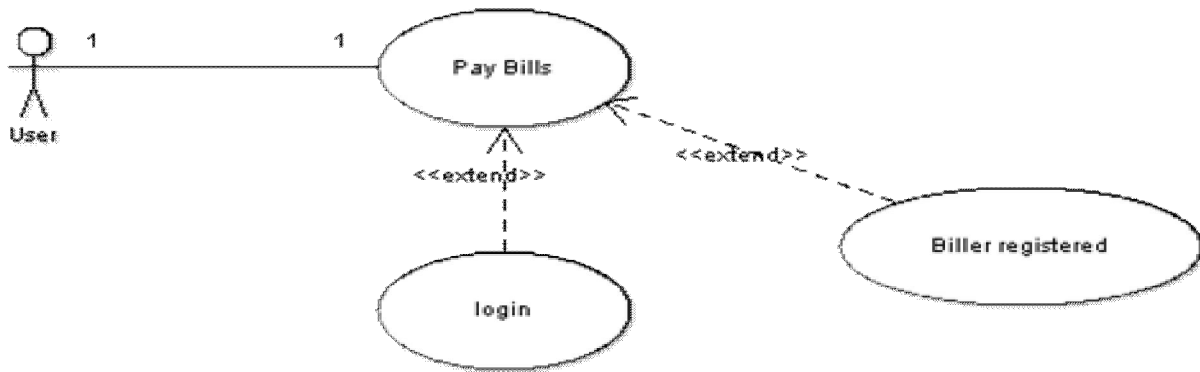 1
1
Pay Bills
User
<<extend>>
<<extend>>
Biller registered
login